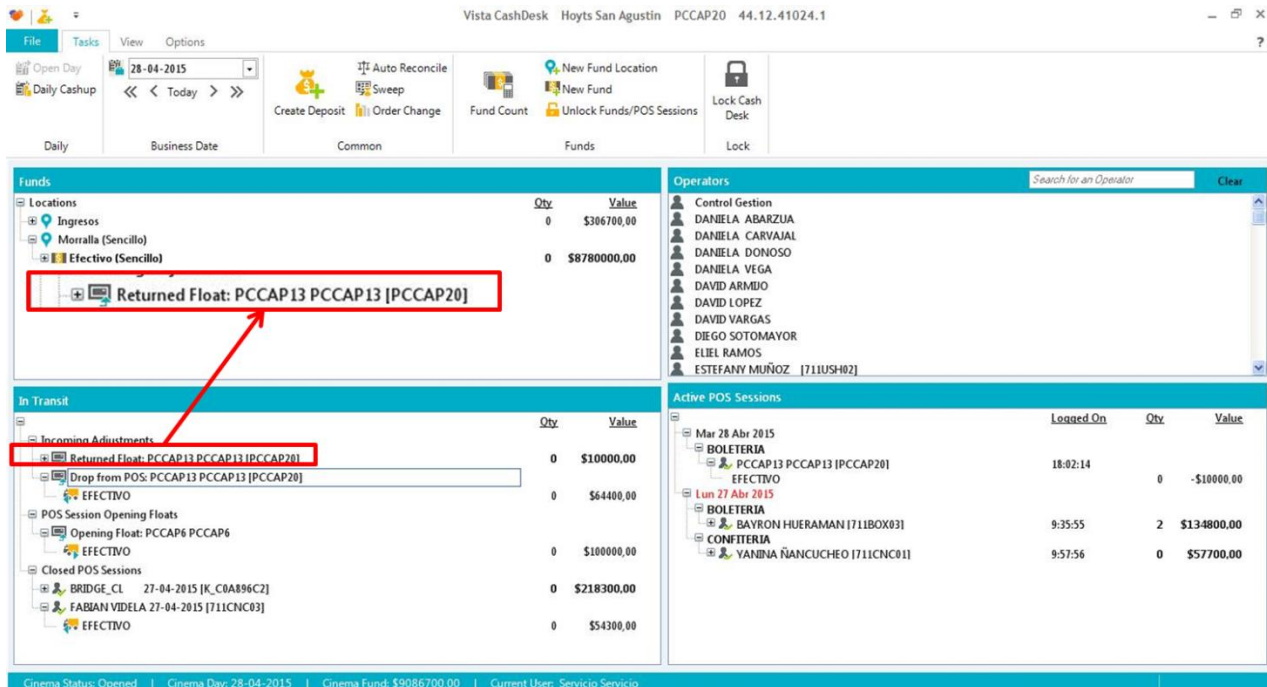 Vista CashDesk Hoyts San Agustin PCCAP20 44.12.41024.1
File Tasks View Options ?
Open Day
Daily Cashup
Daily
28-04-2015
Today
Business Date
Create Deposit
Auto Reconcile
Sweep
Order Change
Common
Fund Count
New Fund Location
New Fund
Unlock Funds/POS Sessions
Funds
Lock Cash
Desk
Lock
Funds
Locations Qty Value
Ingresos 0 $306700,00
Morralla (Sencillo)
Efectivo (Sencillo) 0 $8780000,00
Returned Float: PCCAP13 PCCAP13 [PCCAP20]
Operators Search for an Operator Clear
Control Gestion
DANIELA ABARZUA
DANIELA CARVAJAL
DANIELA DONOSO
DANIELA VEGA
DAVID ARMIJO
DAVID LOPEZ
DAVID VARGAS
DIEGO SOTOMAYOR
ELIEL RAMOS
ESTEFANY MUÑOZ [711USH02]
In Transit
Qty Value
Incoming Adjustments
Returned Float: PCCAP13 PCCAP13 [PCCAP20] 0 $10000,00
Drop from POS: PCCAP13 PCCAP13 [PCCAP20]
EFECTIVO 0 $64400,00
POS Session Opening Floats
Opening Float: PCCAP6 PCCAP6
EFECTIVO 0 $100000,00
Closed POS Sessions
BRIDGE_CL 27-04-2015 [K_C0A896C2] 0 $218300,00
FABIAN VIDELA 27-04-2015 [711CNC03]
EFECTIVO 0 $54300,00
Active POS Sessions
Logged On Qty Value
Mar 28 Abr 2015
BOLETERIA
PCCAP13 PCCAP13 [PCCAP20] 18:02:14
EFECTIVO 0 -$10000,00
Lun 27 Abr 2015
BOLETERIA
BAYRON HUERAMAN [711BOX03] 9:35:55 2 $134800,00
CONFITERIA
YANINA ÑANCUCHEO [711CNC01] 9:57:56 0 $57700,00
Cinema Status: Opened | Cinema Day: 28-04-2015 | Cinema Fund: $9086700,00 | Current User: Servicio Servicio